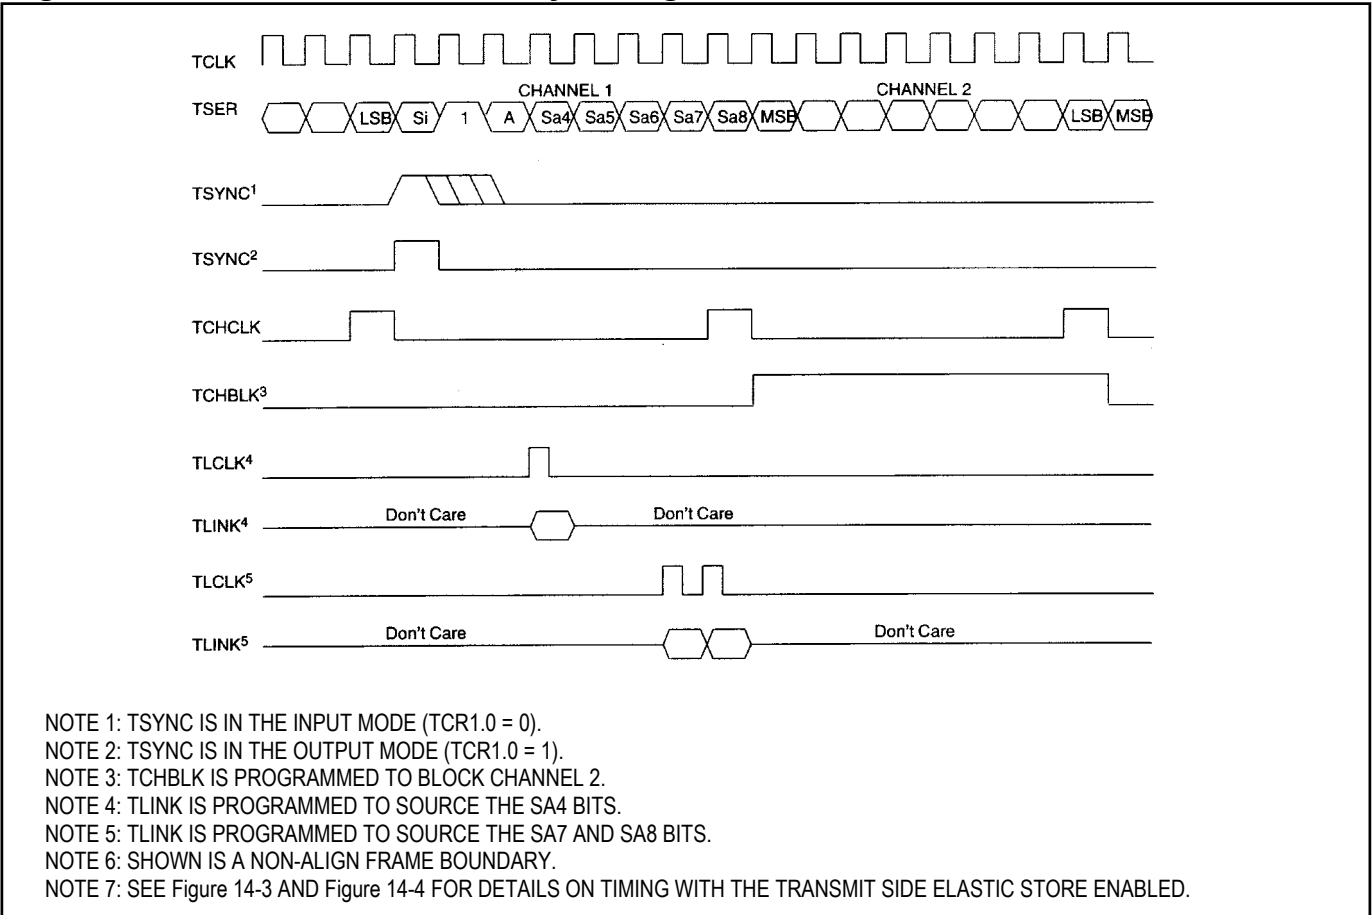 TCLK
CHANNEL 1 CHANNEL 2
TSER LSB Si 1 A Sa4 Sa5 Sa6 Sa7 Sa8 MSB LSB MSB
TSYNC1
TSYNC2
TCHCLK
TCHBLK3
TLCLK4
TLINK4 Don't Care Don't Care
TLCLK5
TLINK5 Don't Care Don't Care
NOTE 1: TSYNC IS IN THE INPUT MODE (TCR1.0 = 0).
NOTE 2: TSYNC IS IN THE OUTPUT MODE (TCR1.0 = 1).
NOTE 3: TCHBLK IS PROGRAMMED TO BLOCK CHANNEL 2.
NOTE 4: TLINK IS PROGRAMMED TO SOURCE THE SA4 BITS.
NOTE 5: TLINK IS PROGRAMMED TO SOURCE THE SA7 AND SA8 BITS.
NOTE 6: SHOWN IS A NON-ALIGN FRAME BOUNDARY.
NOTE 7: SEE Figure 14-3 AND Figure 14-4 FOR DETAILS ON TIMING WITH THE TRANSMIT SIDE ELASTIC STORE ENABLED.